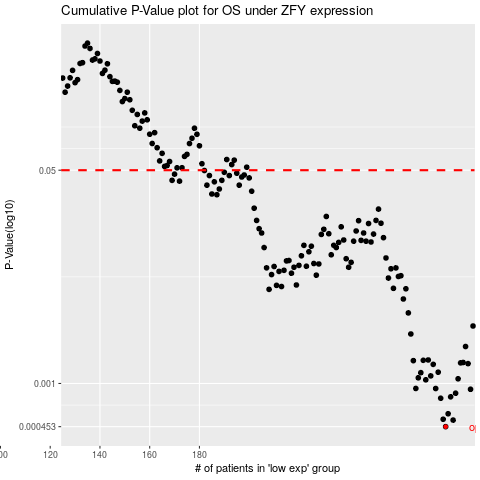 Cumulative P-Value plot for OS under ZFY expression
P-Value(log10)
0.05
0.001
0.000453
00 120 140 160 180
# of patients in 'low exp' group